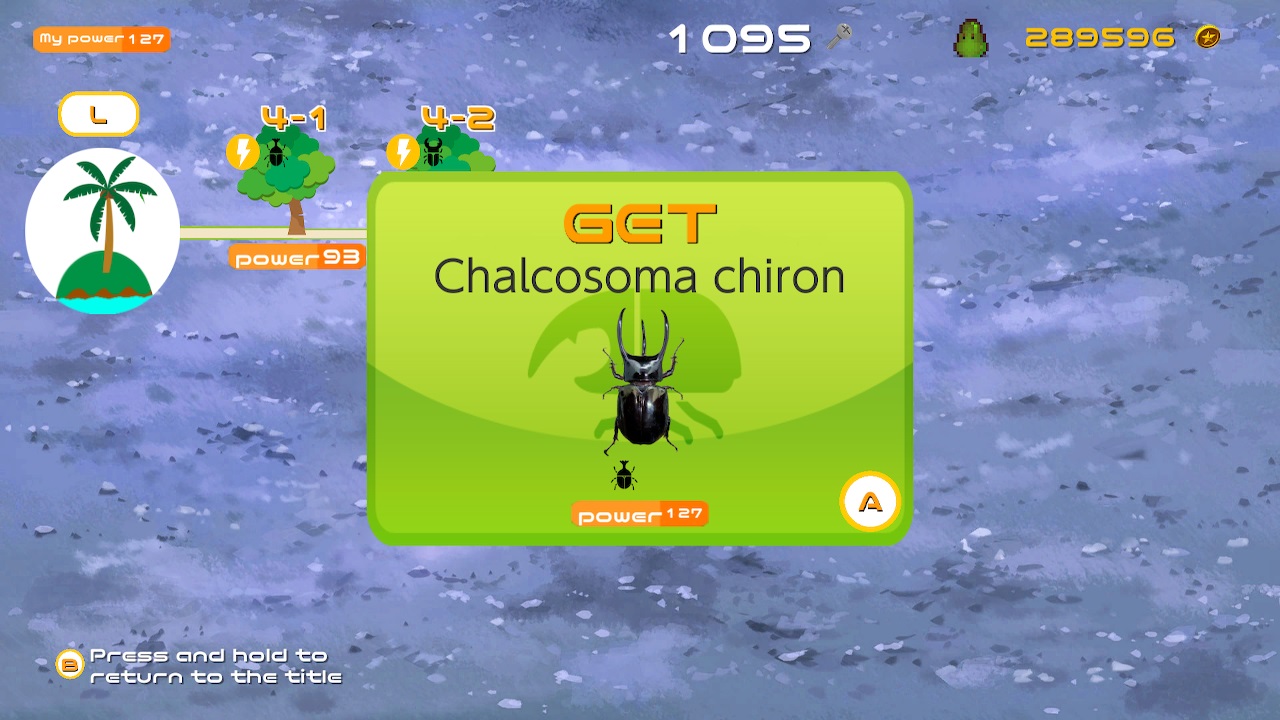 My power 127
1095
289596
L
4-1
4-2
power 93
GET
Chalcosoma chiron
power 127
A
B Press and hold to
return to the title